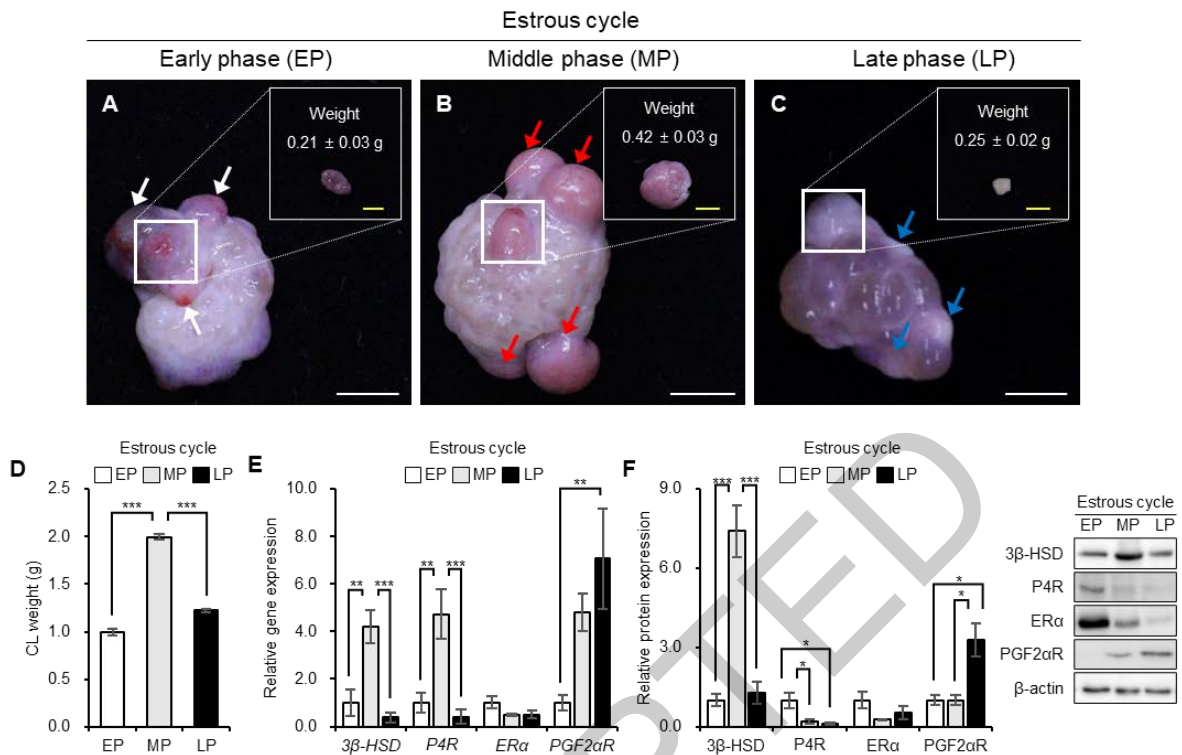 Estrous cycle
Early phase (EP)
Middle phase (MP)
Late phase (LP)
A
Weight
0.21 ± 0.03 g
B
Weight
0.42 ± 0.03 g
C
Weight
0.25 ± 0.02 g
D
Estrous cycle
EP MP LP
CL weight (g)
2.5
2.0
1.5
1.0
0.5
0.0
*** ***
EP MP LP
E
Estrous cycle
EP MP LP
Relative gene expression
10.0
8.0
6.0
4.0
2.0
0.0
** *** ** *** **
3β-HSD P4R ERα PGF2αR
F
Estrous cycle
EP MP LP
Relative protein expression
9.0
6.0
3.0
0.0
*** *** * * * *
3β-HSD P4R ERα PGF2αR
Estrous cycle
EP MP LP
3β-HSD
P4R
ERα
PGF2αR
β-actin
PTED